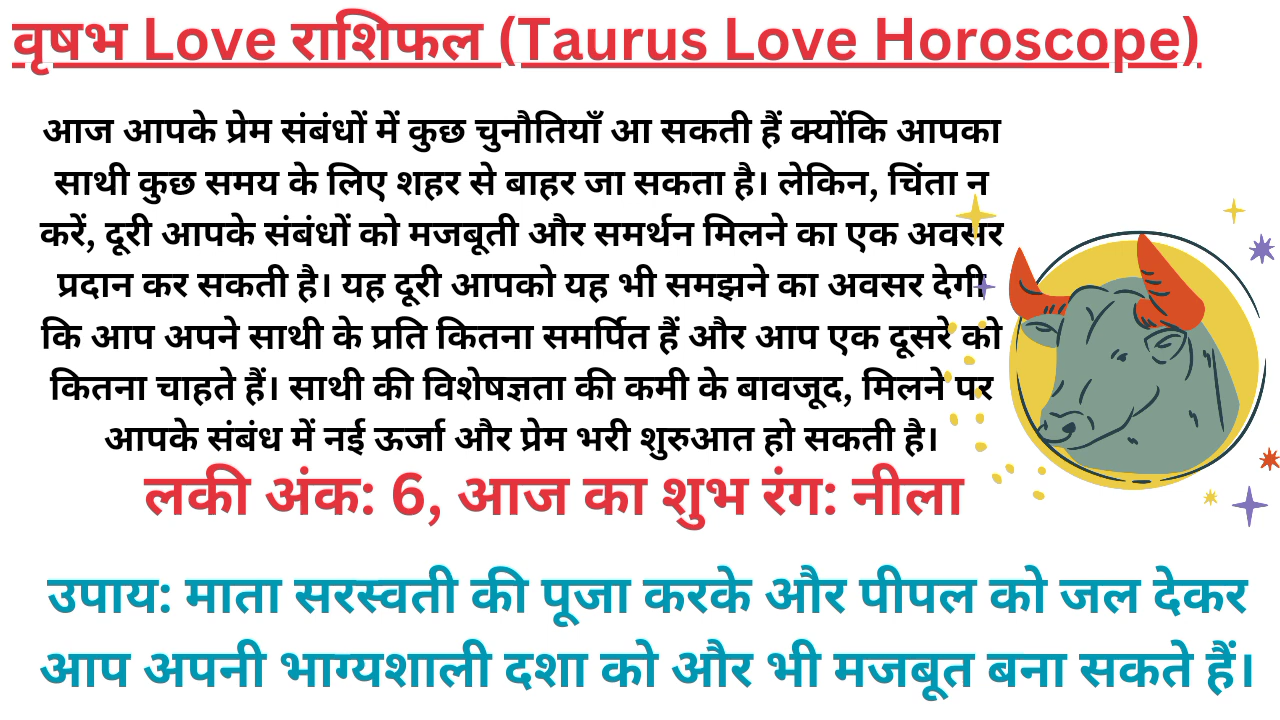 वृषभ Love राशिफल (Taurus Love Horoscope)
आज आपके प्रेम संबंधों में कुछ चुनौतियाँ आ सकती हैं क्योंकि आपका
साथी कुछ समय के लिए शहर से बाहर जा सकता है। लेकिन, चिंता न
करें, दूरी आपके संबंधों को मजबूती और समर्थन मिलने का एक अवसर
प्रदान कर सकती है। यह दूरी आपको यह भी समझने का अवसर देगी
कि आप अपने साथी के प्रति कितना समर्पित हैं और आप एक दूसरे को
कितना चाहते हैं। साथी की विशेषज्ञता की कमी के बावजूद, मिलने पर
आपके संबंध में नई ऊर्जा और प्रेम भरी शुरुआत हो सकती है।
लकी अंक: 6, आज का शुभ रंग: नीला
उपाय: माता सरस्वती की पूजा करके और पीपल को जल देकर
आप अपनी भाग्यशाली दशा को और भी मजबूत बना सकते हैं।